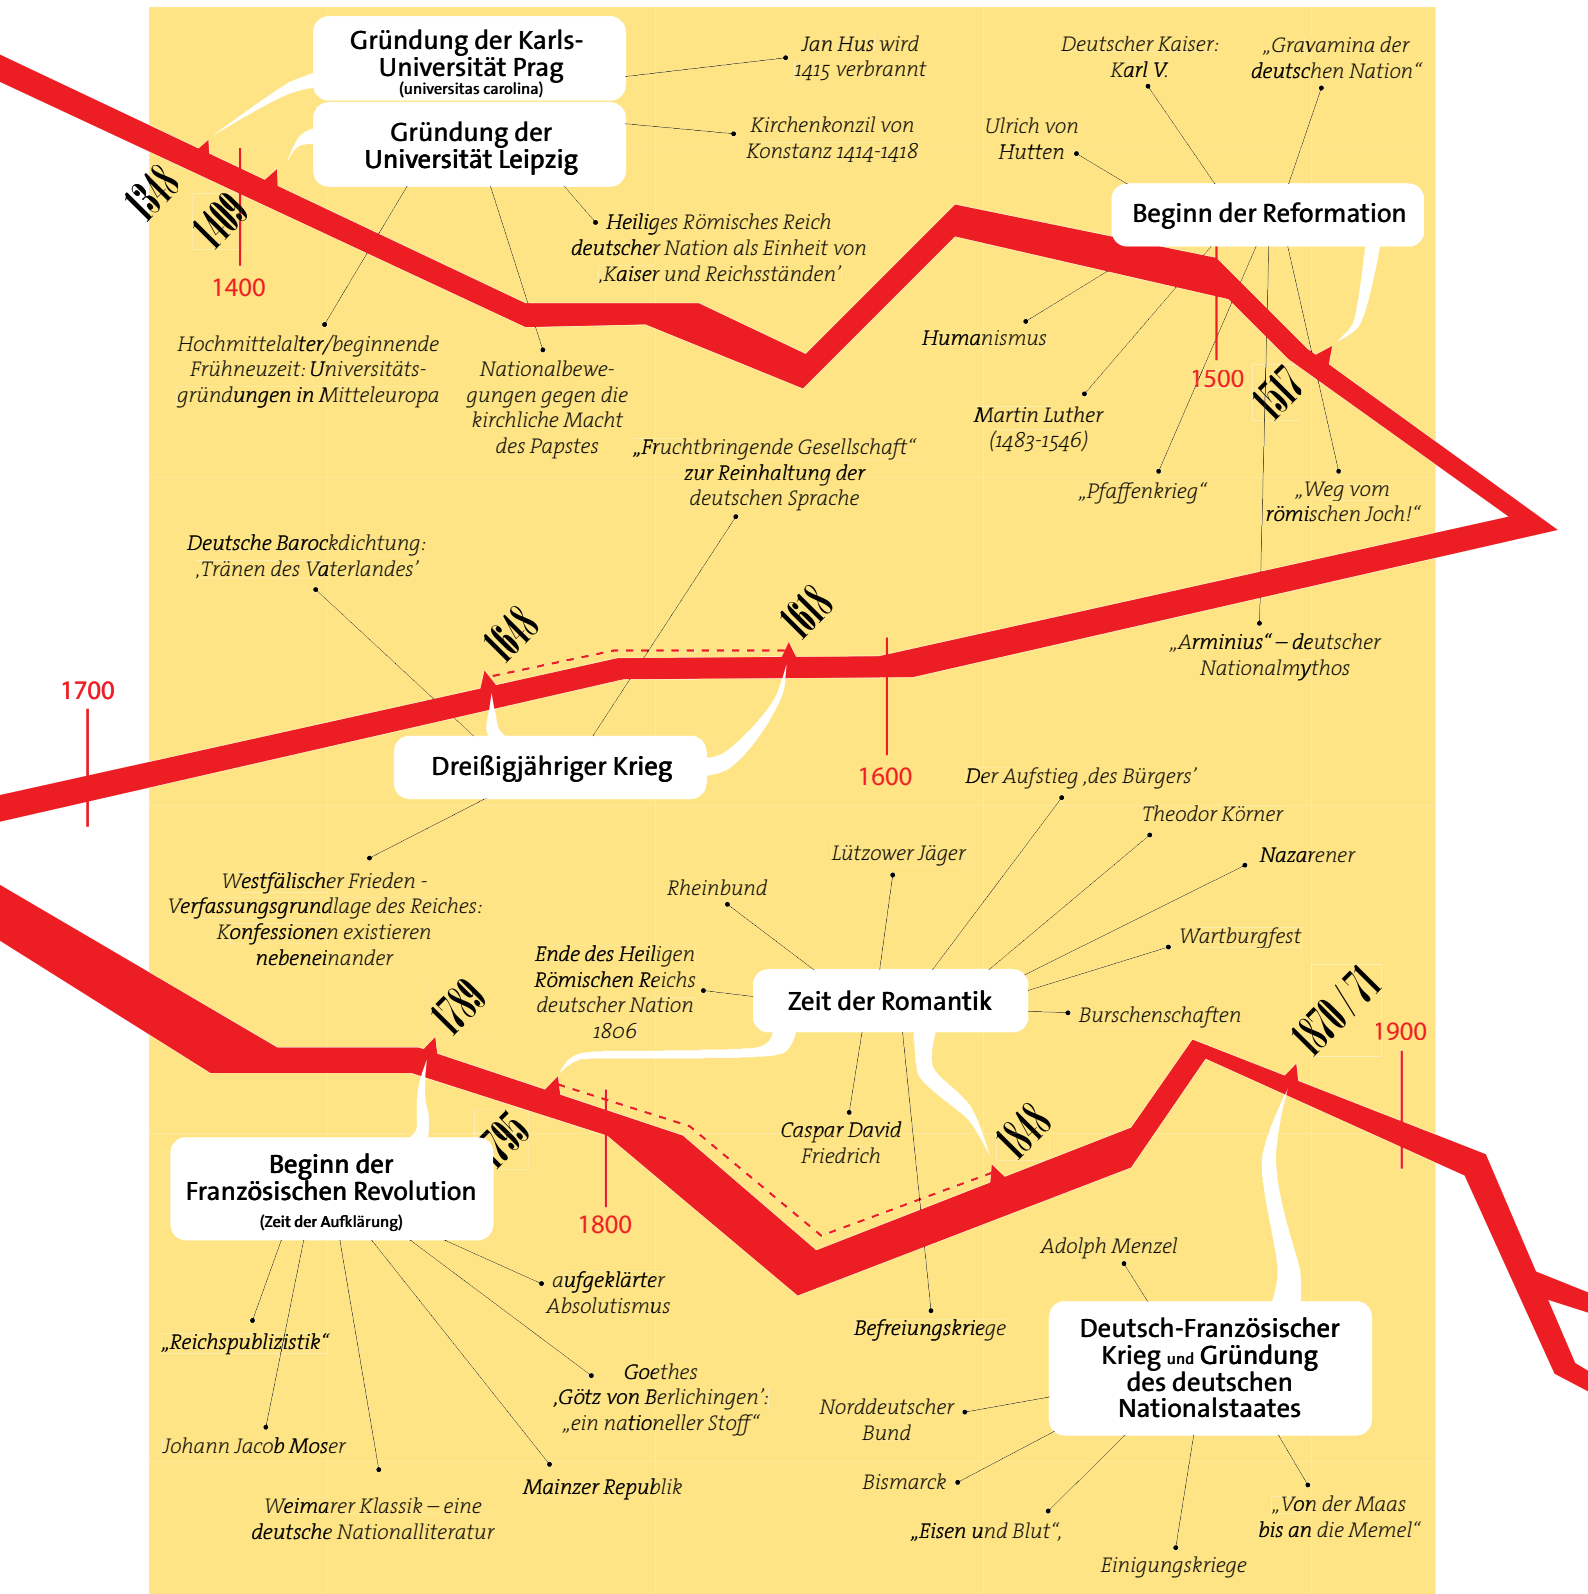 Gründung der Karls-
Universität Prag
(universitas carolina)
Gründung der
Universität Leipzig
Jan Hus wird
1415 verbrannt
Kirchenkonzil von
Konstanz 1414-1418
Heiliges Römisches Reich
deutscher Nation als Einheit von
‚Kaiser und Reichsständen’
Deutscher Kaiser:
Karl V.
„Gravamina der
deutschen Nation“
Ulrich von
Hutten
Beginn der Reformation
1348
1409
1400
Hochmittelalter/beginnende
Frühneuzeit: Universitäts-
gründungen in Mitteleuropa
Nationalbewe-
gungen gegen die
kirchliche Macht
des Papstes
Humanismus
Martin Luther
(1483-1546)
1500
1517
„Pfaffenkrieg“
„Weg vom
römischen Joch!“
„Fruchtbringende Gesellschaft“
zur Reinhaltung der
deutschen Sprache
Deutsche Barockdichtung:
‚Tränen des Vaterlandes’
1648
1618
„Arminius“ – deutscher
Nationalmythos
1700
Dreißigjähriger Krieg
1600
Westfälischer Frieden -
Verfassungsgrundlage des Reiches:
Konfessionen existieren
nebeneinander
Der Aufstieg ‚des Bürgers’
Theodor Körner
Lützower Jäger
Nazarener
Rheinbund
Wartburgfest
Ende des Heiligen
Römischen Reichs
deutscher Nation
1806
Zeit der Romantik
Burschenschaften
1789
1870 / 71
1900
1795
1848
Caspar David
Friedrich
Beginn der
Französischen Revolution
(Zeit der Aufklärung)
1800
Befreiungskriege
aufgeklärter
Absolutismus
„Reichspublizistik“
Goethes
‚Götz von Berlichingen’:
„ein nationeller Stoff“
Johann Jacob Moser
Mainzer Republik
Weimarer Klassik – eine
deutsche Nationalliteratur
Adolph Menzel
Deutsch-Französischer
Krieg und Gründung
des deutschen
Nationalstaates
Norddeutscher
Bund
Bismarck
„Eisen und Blut“,
Einigungskriege
„Von der Maas
bis an die Memel“